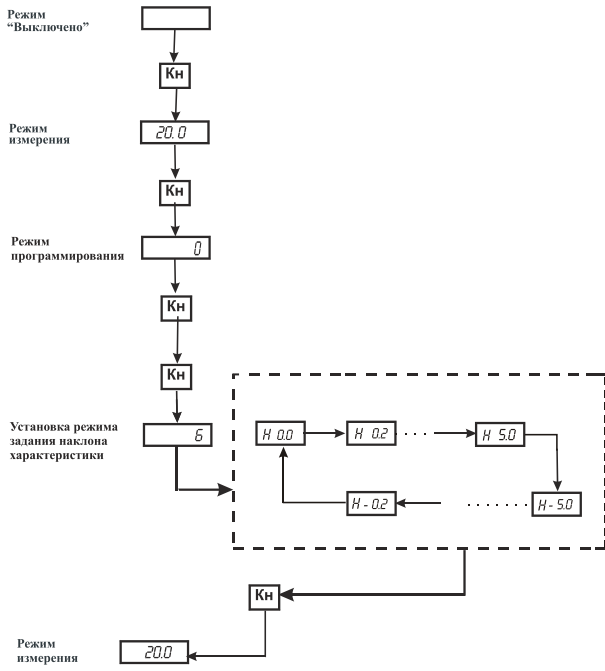 Режим
“Выключено”
Кн
Режим
измерения
20.0
Кн
Режим
программирования
0
Кн
Кн
Установка режима
задания наклона
характеристики
6
H 0.0
H 0.2
. . . .
H 5.0
H - 0.2
. . . . . . .
H - 5.0
Кн
Режим
измерения
20.0